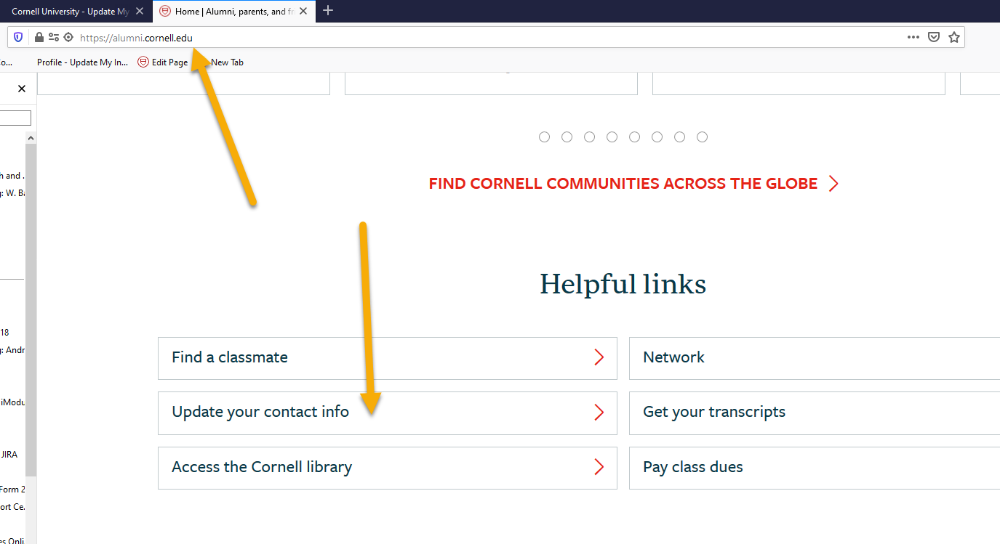 Cornell University - Update My
Home | Alumni, parents, and fri
https://alumni.cornell.edu
Co...
Profile - Update My In...
Edit Page
New Tab
h and .
g: W. Ba
FIND CORNELL COMMUNITIES ACROSS THE GLOBE
Helpful links
18
g: Andr
Find a classmate
Network
iModu
Update your contact info
Get your transcripts
JIRA
Access the Cornell library
Pay class dues
Form 2
ort Ce.
es Onli